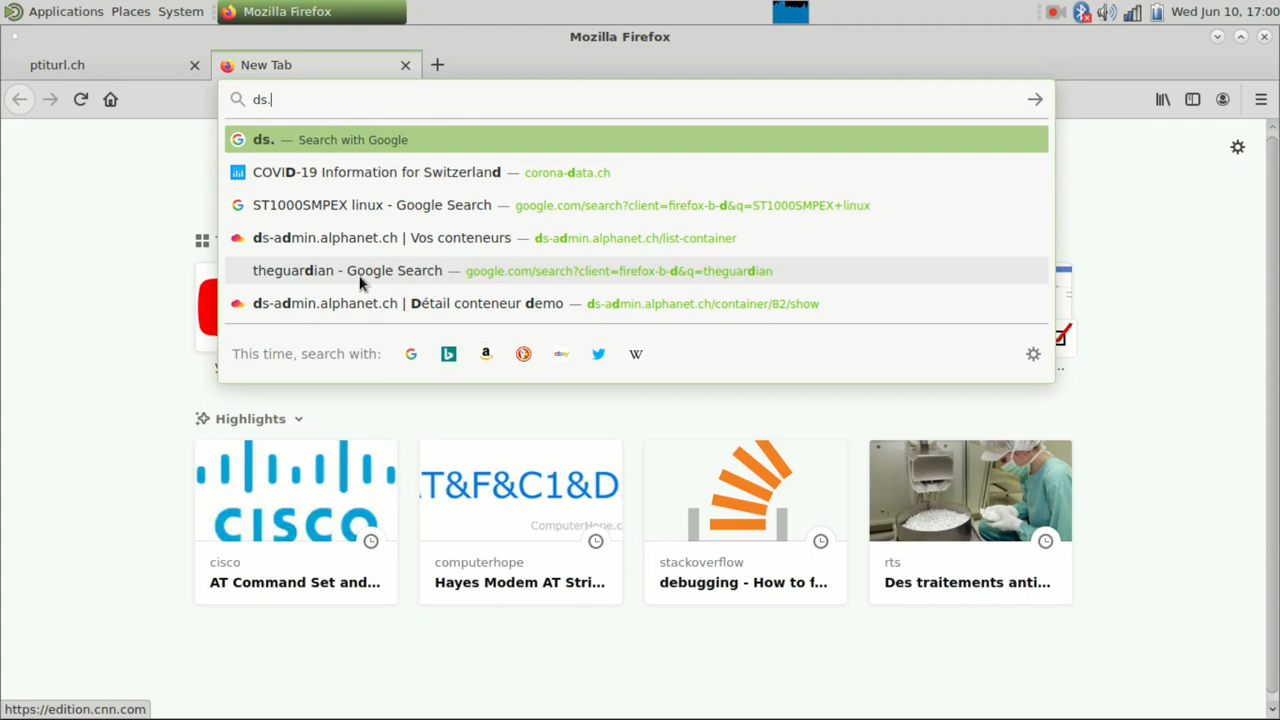 Applications Places System Mozilla Firefox Wed Jun 10, 17:00
Mozilla Firefox
ptiturl.ch New Tab
ds.
ds. — Search with Google
COVID-19 Information for Switzerland — corona-data.ch
ST1000SMPEX linux - Google Search — google.com/search?client=firefox-b-d&q=ST1000SMPEX+linux
ds-admin.alphanet.ch | Vos conteneurs — ds-admin.alphanet.ch/list-container
theguardian - Google Search — google.com/search?client=firefox-b-d&q=theguardian
ds-admin.alphanet.ch | Détail conteneur demo — ds-admin.alphanet.ch/container/82/show
This time, search with: G b a ebay W
Highlights
CISCO
T&F&C1&D
ComputerHope.c
cisco
AT Command Set and...
computerhope
Hayes Modem AT Stri...
stackoverflow
debugging - How to f...
rts
Des traitements anti...
https://edition.cnn.com